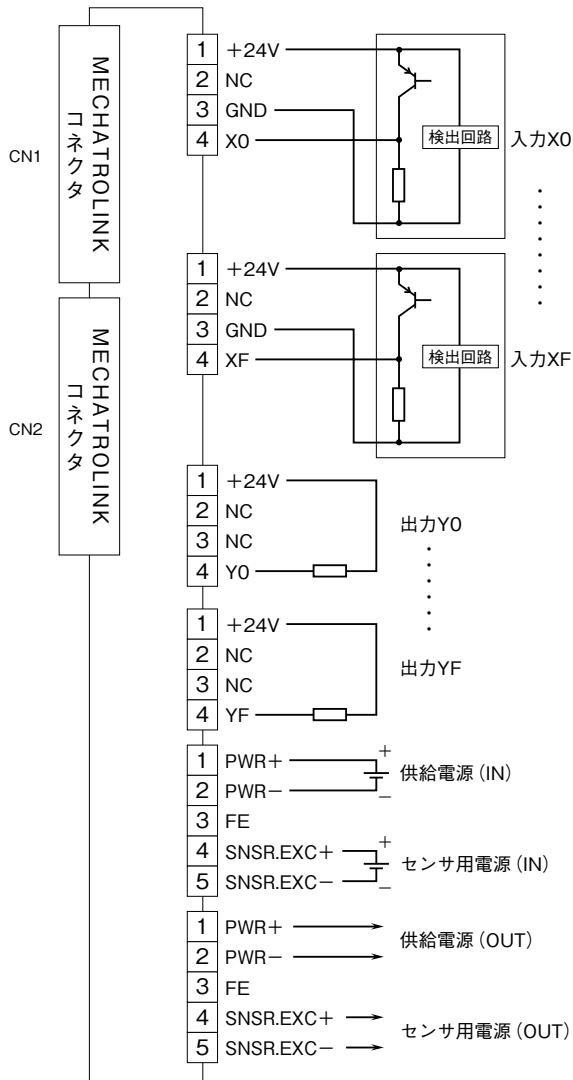 CN1
MECHATROLINK
コネクタ
1 +24V
2 NC
3 GND
4 X0
検出回路
入力X0
1 +24V
2 NC
3 GND
4 XF
検出回路
入力XF
CN2
MECHATROLINK
コネクタ
1 +24V
2 NC
3 NC
4 Y0
出力Y0
1 +24V
2 NC
3 NC
4 YF
出力YF
1 PWR+
2 PWR−
3 FE
4 SNSR.EXC+
5 SNSR.EXC−
+
−
供給電源(IN)
+
−
センサ用電源(IN)
1 PWR+
2 PWR−
3 FE
4 SNSR.EXC+
5 SNSR.EXC−
供給電源(OUT)
センサ用電源(OUT)